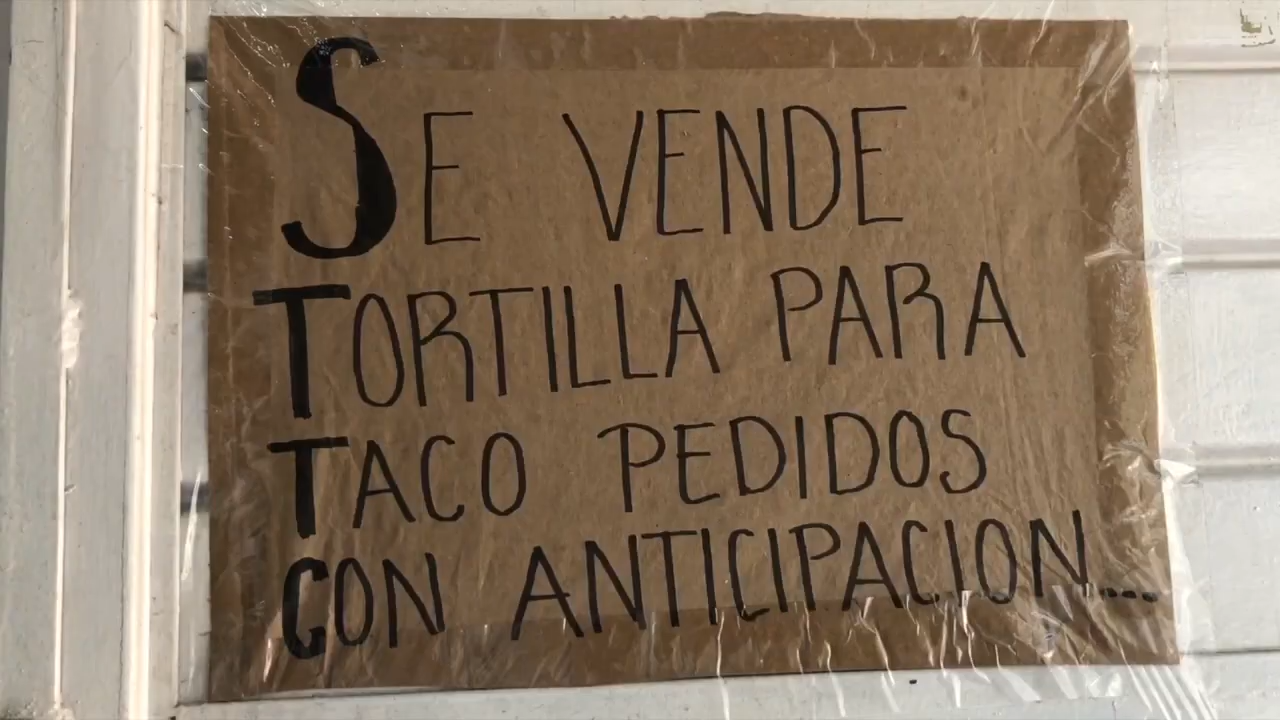 SE VENDE
TORTILLA PARA
TACO PEDIDOS
CON ANTICIPACION...